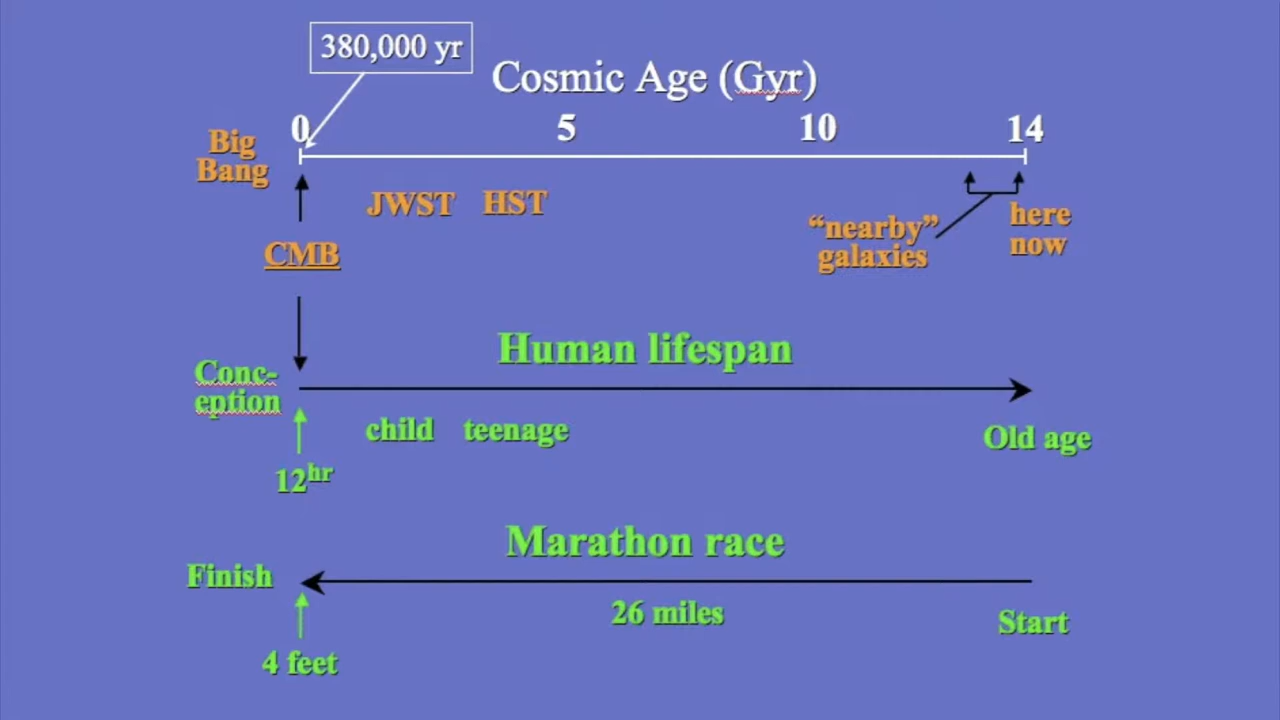 380,000 yr
Cosmic Age (Gyr)
0 5 10 14
Big
Bang
JWST HST
CMB
“nearby”
galaxies
here
now
Human lifespan
Conc-
eption
child teenage
Old age
12hr
Marathon race
Finish
26 miles
Start
4 feet